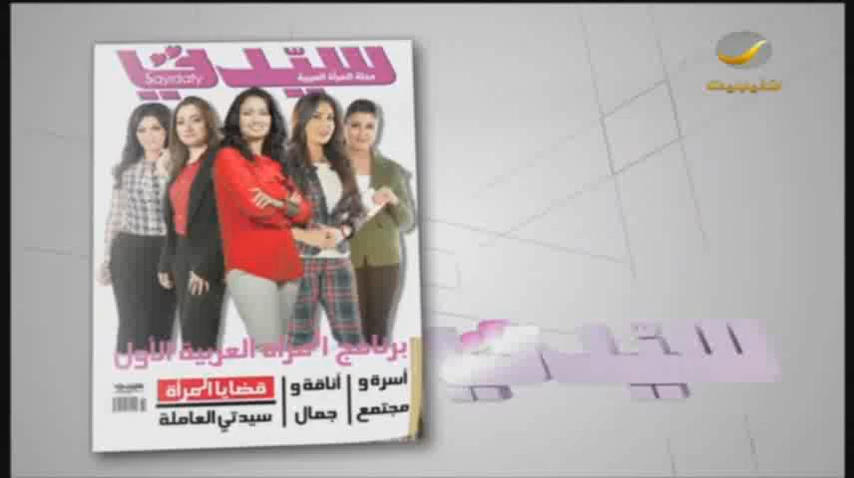 سيدتي
Sayidaty
مجلة المرأة العربية
خليجية
برنامج المرأة العربية الأول
أسرة و
مجتمع
أناقة و
جمال
قضايا المرأة
سيدتي العاملة
سيدتي